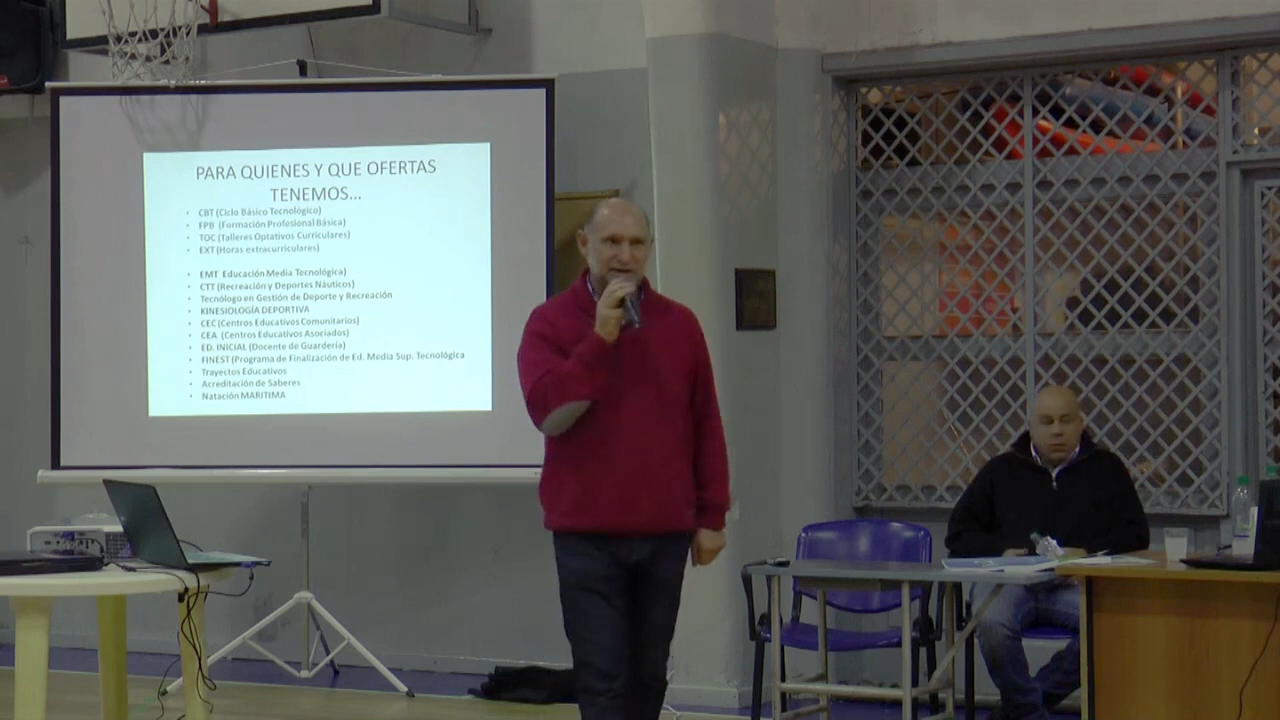 PARA QUIENES Y QUE OFERTAS
TENEMOS...
• CBT (Ciclo Básico Tecnológico)
• FPB (Formación Profesional Básica)
• TOC (Talleres Optativos Curriculares)
• EXT (Horas extracurriculares)
• EMT Educación Media Tecnológica)
• CTT (Recreación y Deportes Náuticos)
• Tecnólogo en Gestión de Deporte y Recreación
• KINESIOLOGÍA DEPORTIVA
• CEC (Centros Educativos Comunitarios)
• CEA (Centros Educativos Asociados)
• ED. INICIAL (Docente de Guardería)
• FINEST (Programa de Finalización de Ed. Media Sup. Tecnológica
• Trayectos Educativos
• Acreditación de Saberes
• Natación MARITIMA